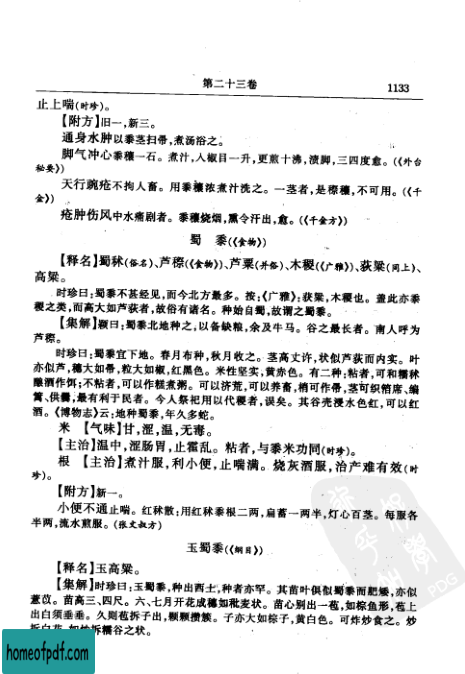 第二十三卷
1133
止上喘(时珍)。
【附方】旧一,新三。
通身水肿以黍茎扫帚,煮汤浴之。
脚气冲心黍穰一石。煮汁,入椒目一升,更煎十沸,渍脚,三四度愈。(《外台
秘要》)
天行豌疮不拘人畜。用黍穰浓煮汁洗之。一茎者,是穄穰,不可用。(《千
金》)
疮肿伤风中水痛剧者。黍穰烧烟,熏令汗出,愈。(《千金方》)
蜀 黍(《食物》)
【释名】蜀秫(俗名)、芦穄(《食物》)、芦粟(并俗)、木稷(《广雅》)、荻粱(同上)、
高粱。
时珍曰:蜀黍不甚经见,而今北方最多。按:《广雅》:荻粱,木稷也。盖此亦黍
稷之类,而高大如芦荻者,故俗有诸名。种始自蜀,故谓之蜀黍。
【集解】颖曰:蜀黍北地种之,以备缺粮,余及牛马。谷之最长者。南人呼为
芦穄。
时珍曰:蜀黍宜下地。春月布种,秋月收之。茎高丈许,状似芦荻而内实。叶
亦似芦,穗大如帚,粒大如椒,红黑色。米性坚实,黄赤色。有二种:粘者,可和糯秫
酿酒作饵;不粘者,可以作糕煮粥。可以济荒,可以养畜,梢可作帚,茎可织箔席、编
篱、供爨,最有利于民者。今人祭祀用以代稷者,误矣。其谷壳浸水色红,可以红
酒。《博物志》云:地种蜀黍,年久多蛇。
米 【气味】甘,涩,温,无毒。
【主治】温中,涩肠胃,止霍乱。粘者,与黍米功同(时珍)。
根 【主治】煮汁服,利小便,止喘满。烧灰酒服,治产难有效(时
珍)。
【附方】新一。
小便不通止喘。红秫散:用红秫黍根二两,扁蓄一两半,灯心百茎。每服各
半两,流水煎服。(张文叔方)
玉蜀黍(《纲目》)
【释名】玉高粱。
【集解】时珍曰:玉蜀黍,种出西土,种者亦罕。其苗叶俱似蜀黍而肥矮,亦似
薏苡。苗高三、四尺。六、七月开花成穗如秕麦状。苗心别出一苞,如棕鱼形,苞上
出白须垂垂。久则苞拆子出,颗颗攒簇。子亦大如棕子,黄白色。可炸炒食之。炒
拆白花,如炒拆糯谷之状。
homeofpdf.com
PDG